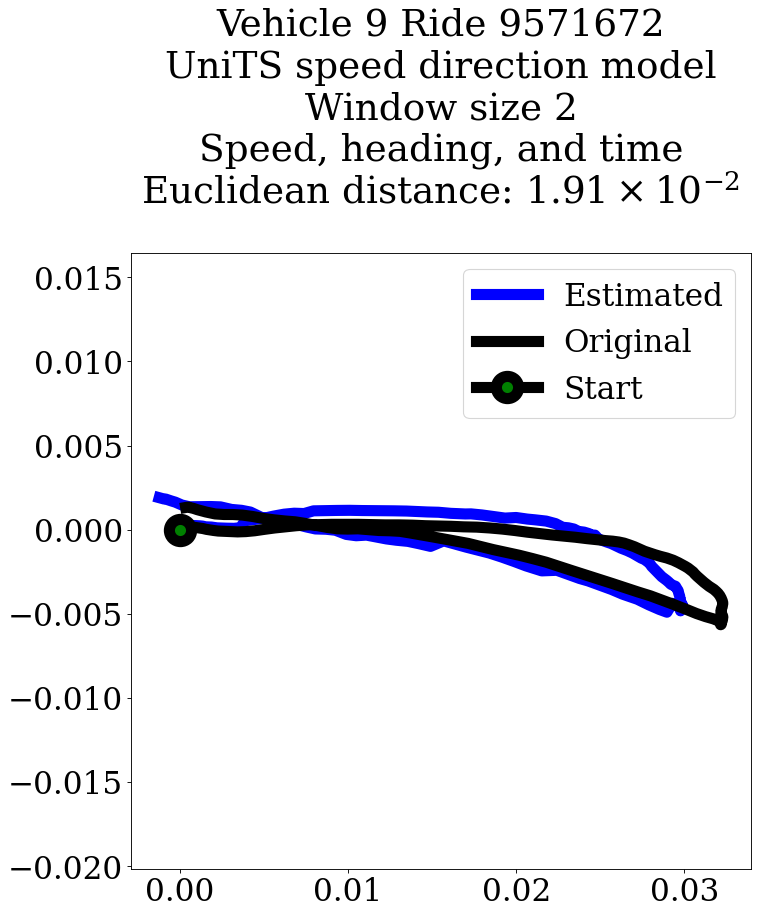 Vehicle 9 Ride 9571672
UniTS speed direction model
Window size 2
Speed, heading, and time
Euclidean distance: 1.91 × 10⁻²
Estimated
Original
Start
0.015
0.010
0.005
0.000
−0.005
−0.010
−0.015
−0.020
0.00 0.01 0.02 0.03